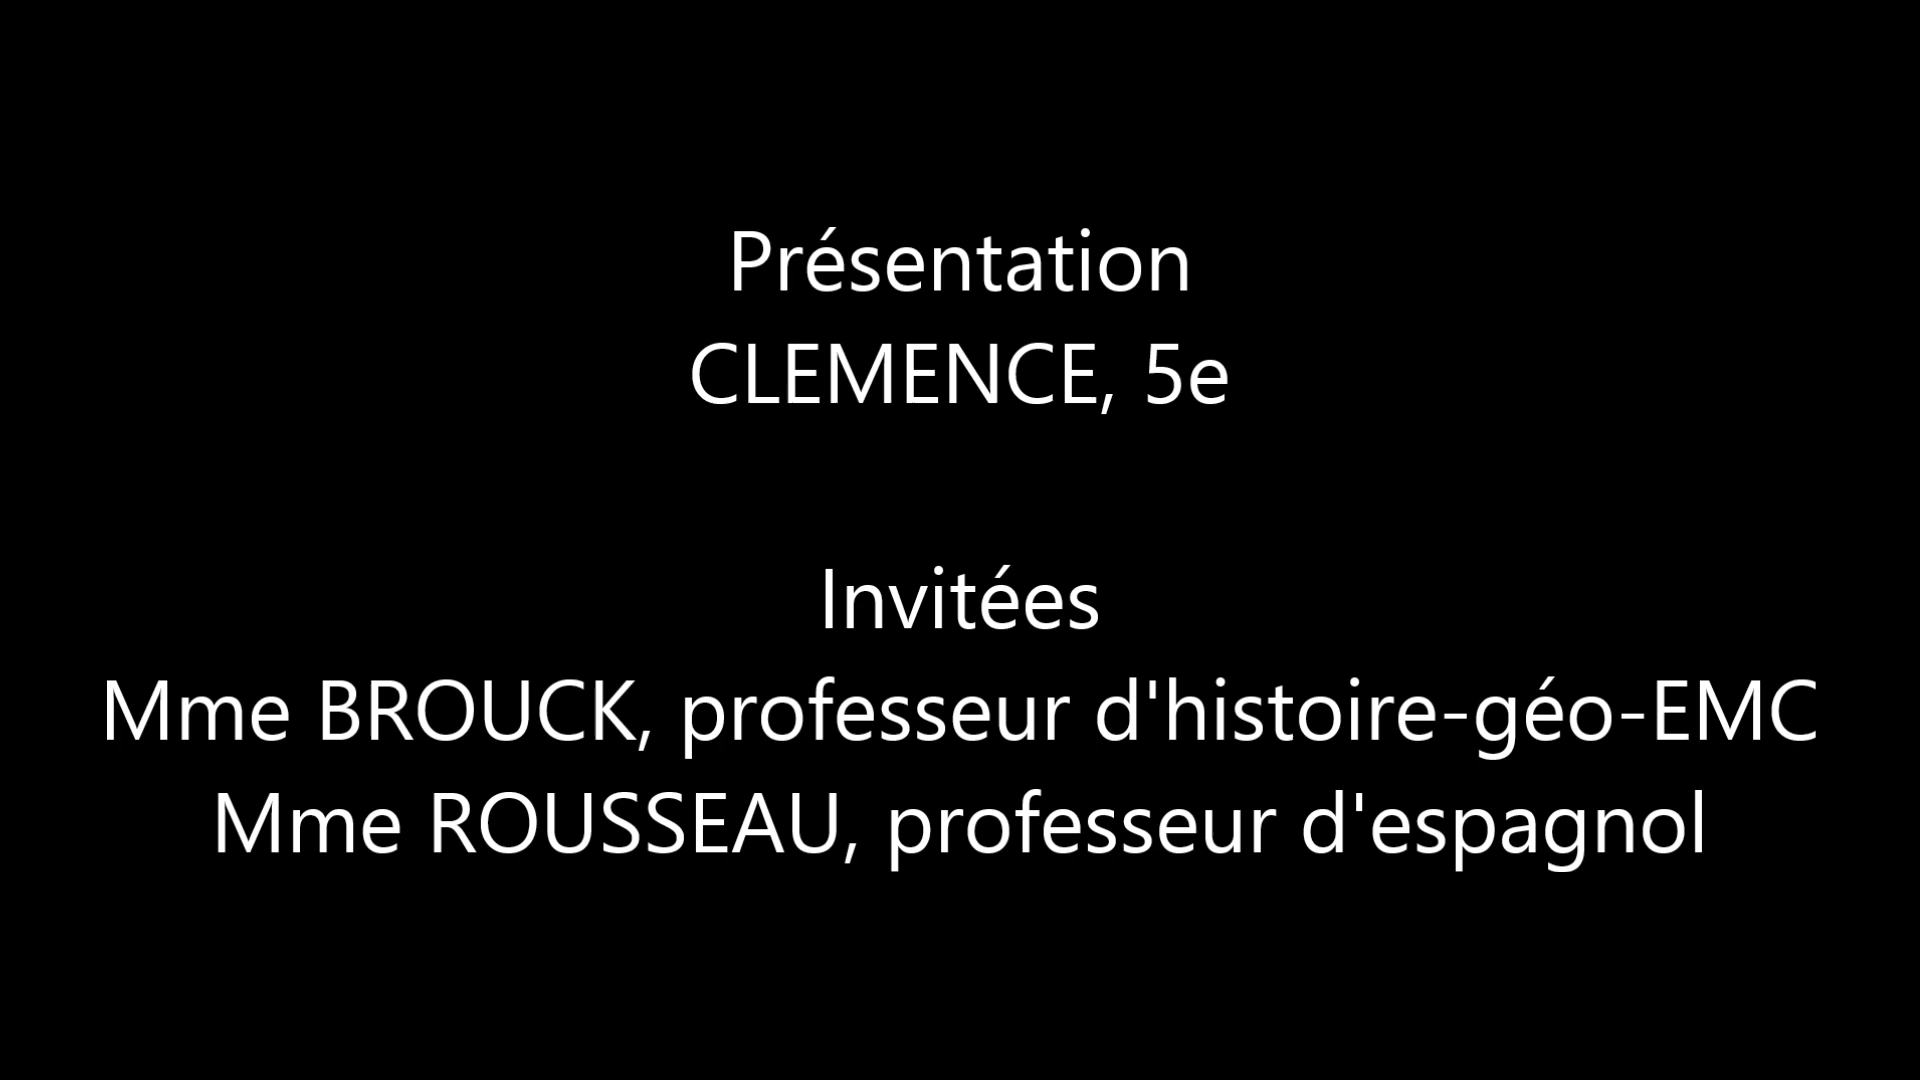 Présentation
CLEMENCE, 5e
Invitées
Mme BROUCK, professeur d'histoire-géo-EMC
Mme ROUSSEAU, professeur d'espagnol